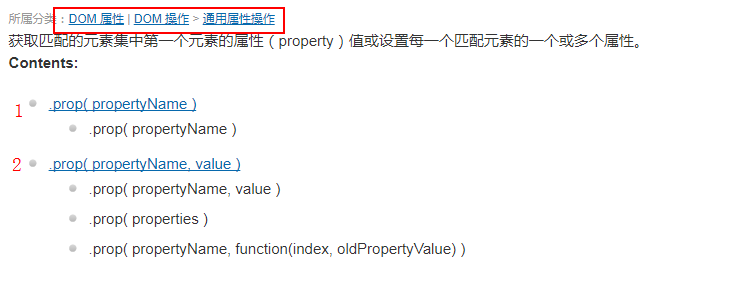 所属分类：DOM 属性 | DOM 操作 > 通用属性操作
获取匹配的元素集中第一个元素的属性（property）值或设置每一个匹配元素的一个或多个属性。
Contents:
1 .prop( propertyName )
.prop( propertyName )
2 .prop( propertyName, value )
.prop( propertyName, value )
.prop( properties )
.prop( propertyName, function(index, oldPropertyValue) )